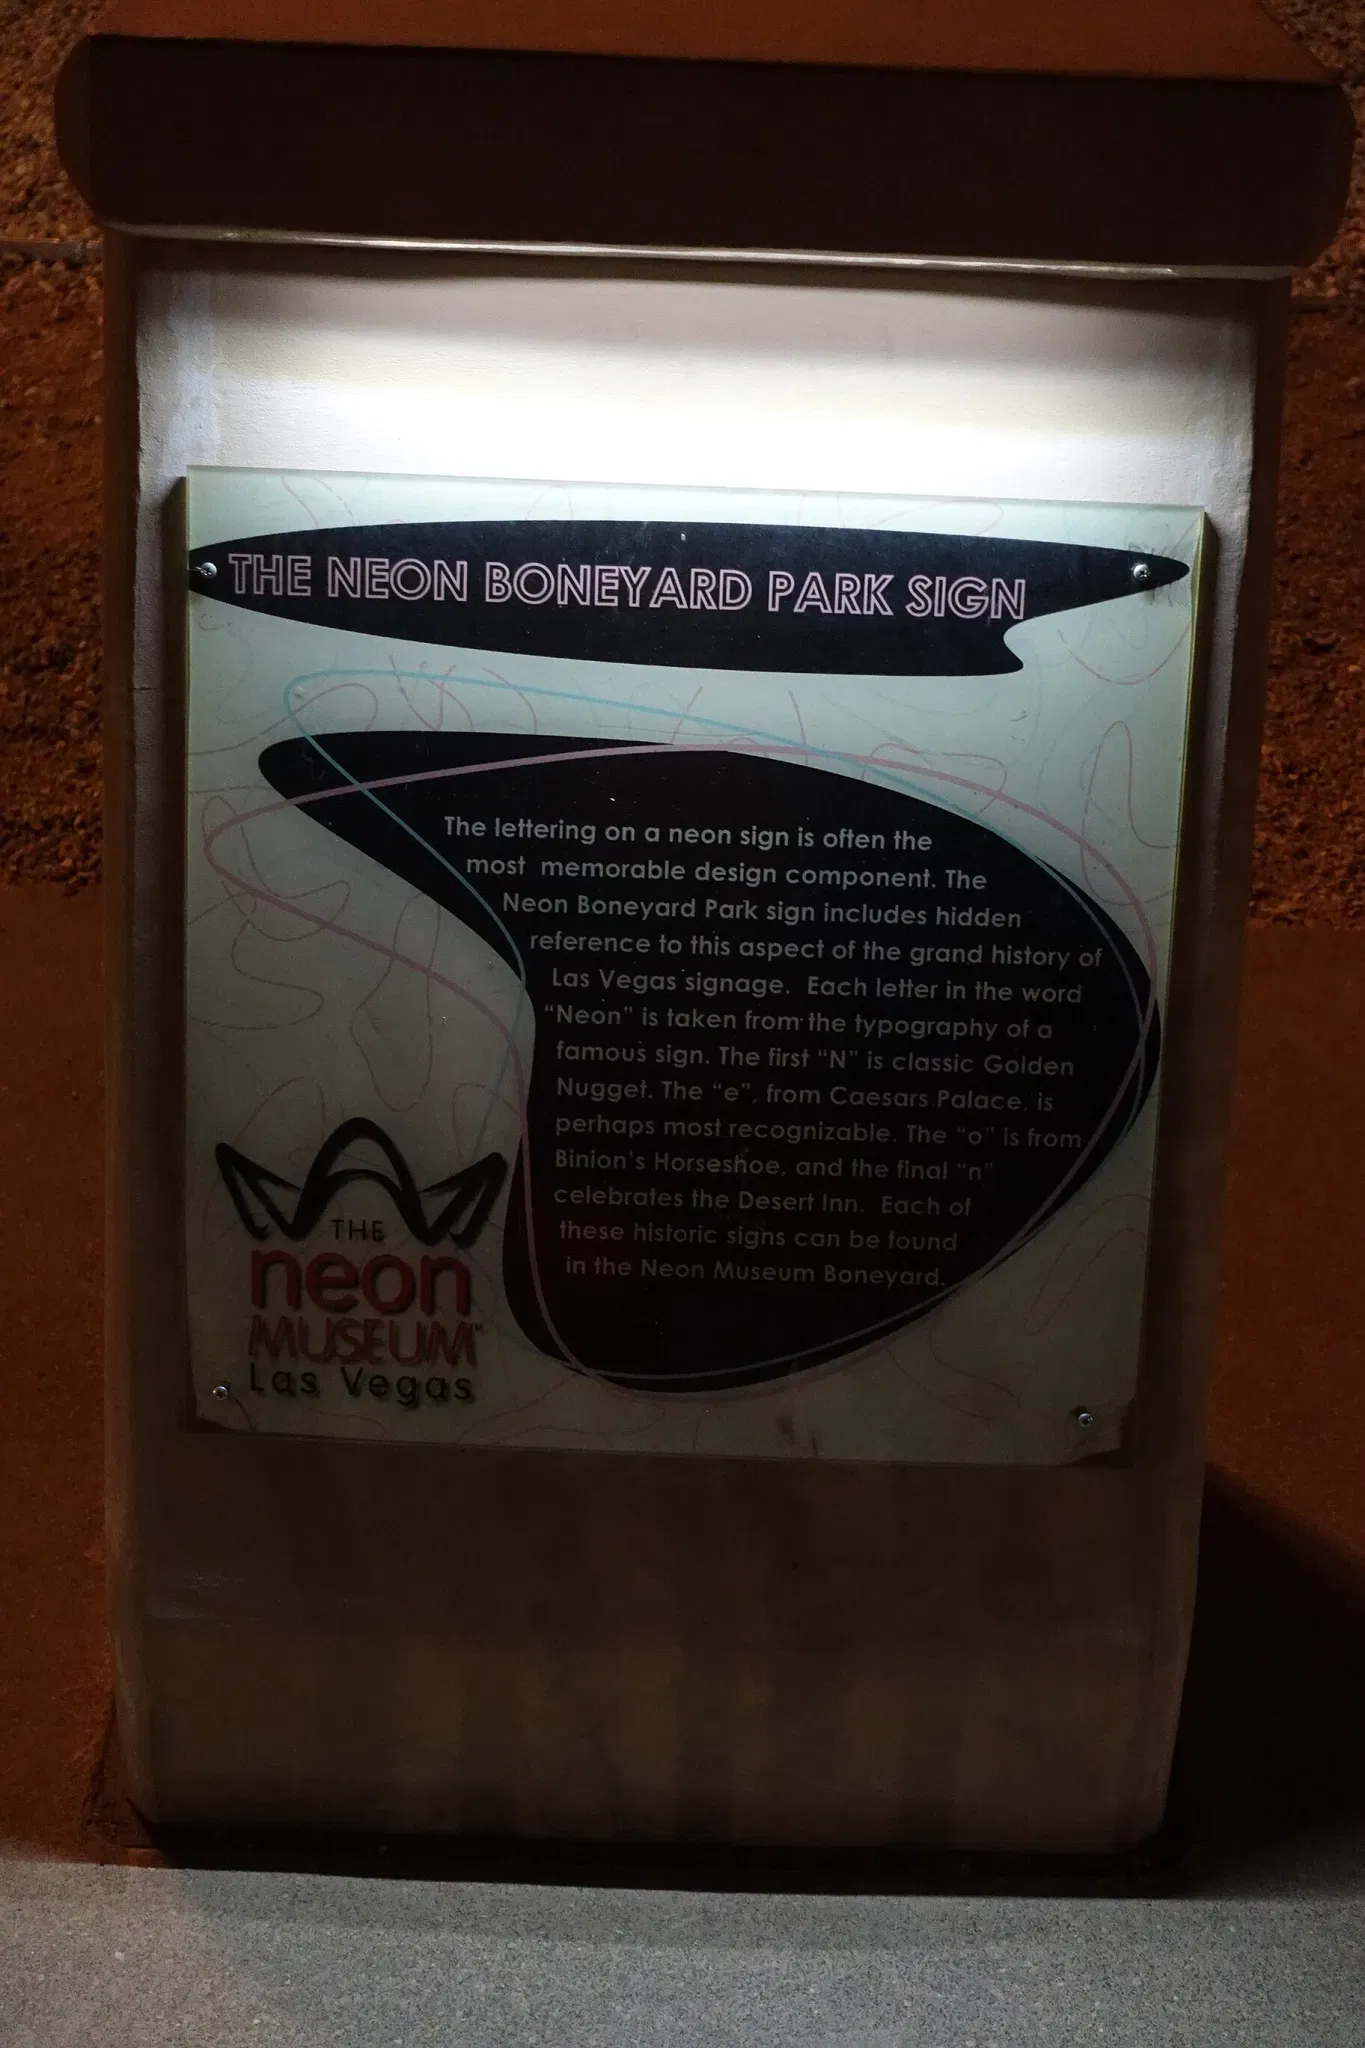 THE NEON BONEYARD PARK SIGN
The lettering on a neon sign is often the
most memorable design component. The
Neon Boneyard Park sign includes hidden
reference to this aspect of the grand history of
Las Vegas signage. Each letter in the word
“Neon” is taken from the typography of a
famous sign. The first “N” is classic Golden
Nugget. The “e”, from Caesars Palace, is
perhaps most recognizable. The “o” is from
Binion’s Horseshoe, and the final “n”
celebrates the Desert Inn. Each of
these historic signs can be found
in the Neon Museum Boneyard.
THE
neon
MUSEUM™
Las Vegas